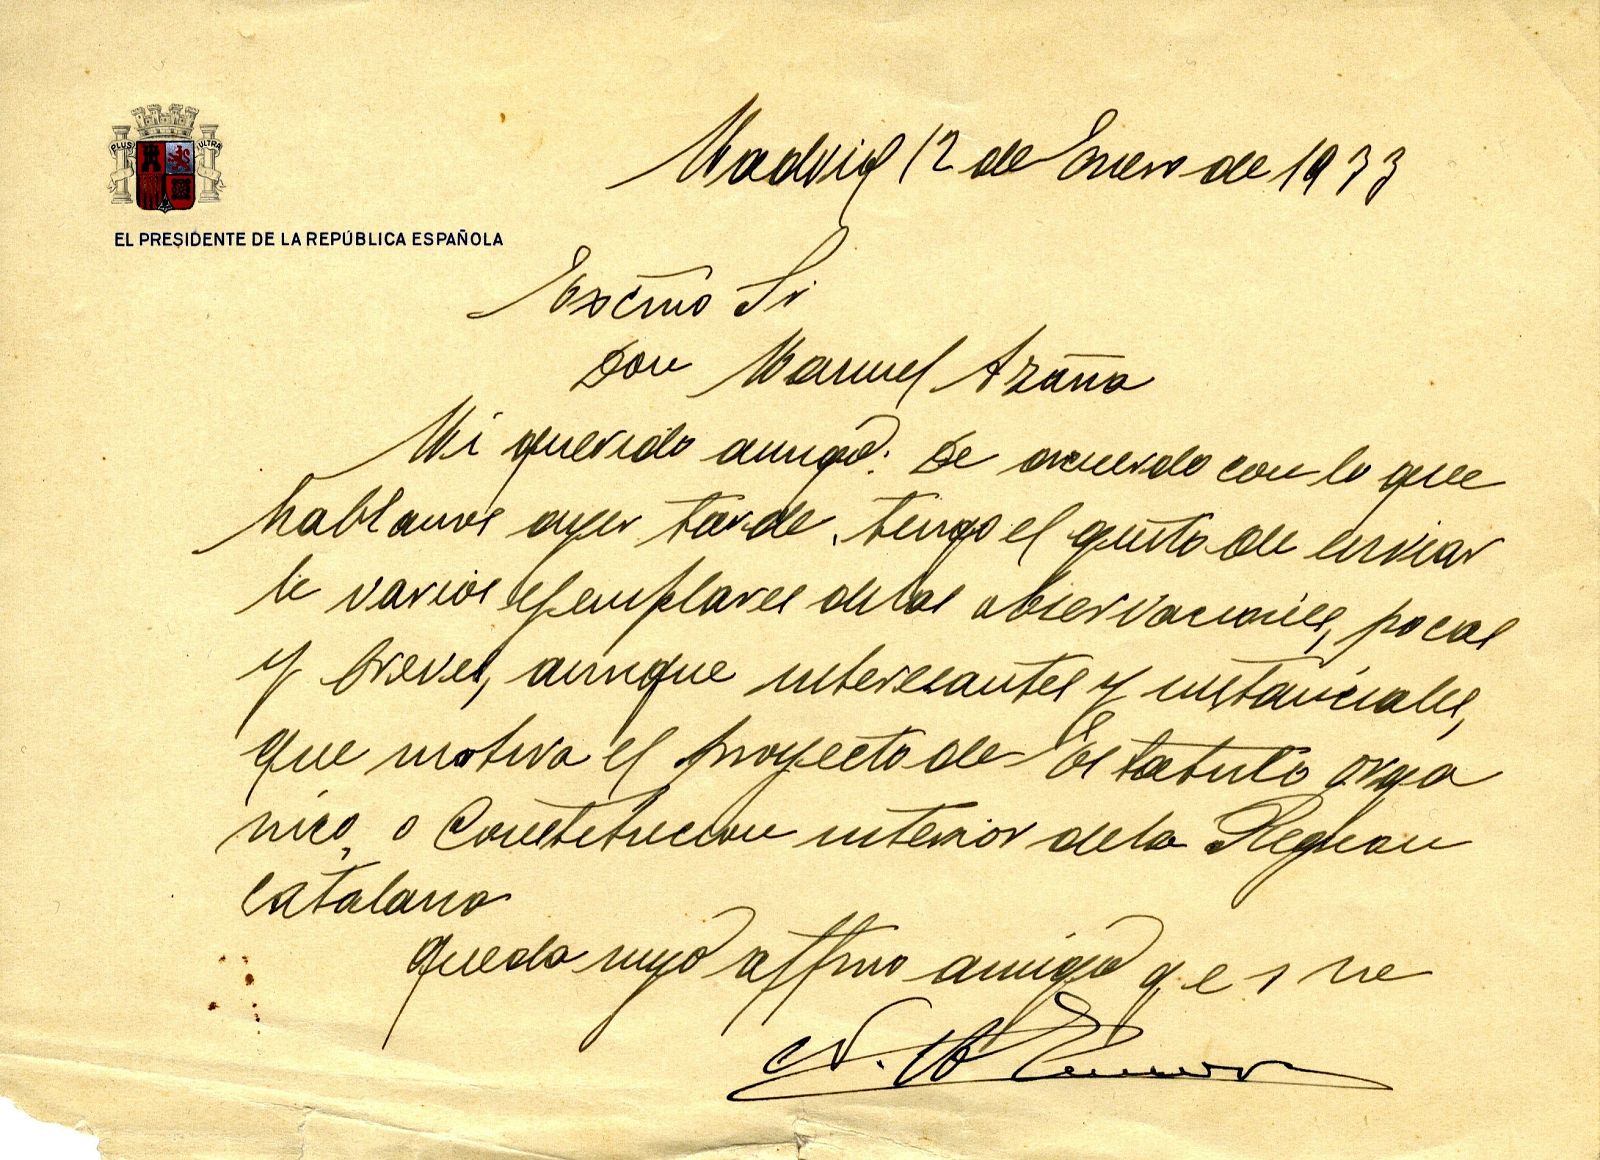 PLUS ULTRA
EL PRESIDENTE DE LA REPÚBLICA ESPAÑOLA
Madrid 12 de Enero de 1933
Excmo Sr
Don Manuel Azaña
Mi querido amigo: De acuerdo con lo que
hablamos ayer tarde, tengo el gusto de enviar
le varios ejemplares de las observaciones, pocas
y breves, aunque interesantes y sustanciales,
que motiva el proyecto de Estatuto orga
nico, o Constitucion interior de la Region
catalana
queda suyo affmo amigo q e s m
N. A Zamora